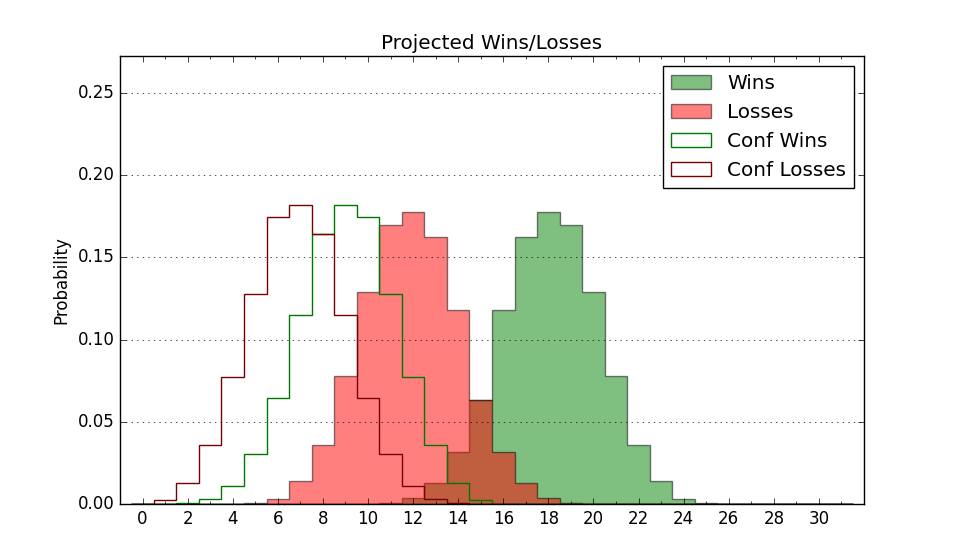 Projected Wins/Losses
0.25
0.20
0.15
0.10
0.05
0.00
Probability
Wins
Losses
Conf Wins
Conf Losses
0 2 4 6 8 10 12 14 16 18 20 22 24 26 28 30